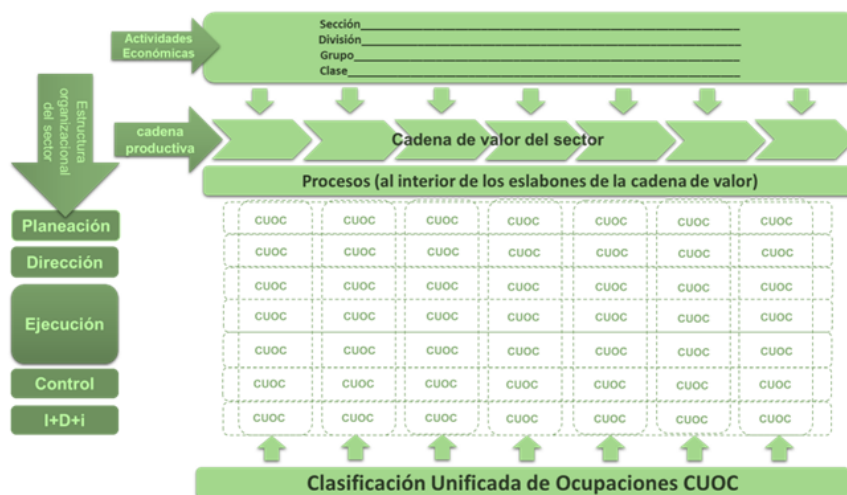 Actividades
Económicas
Sección
División
Grupo
Clase
Estructura
organizacional
del sector
cadena
productiva
Cadena de valor del sector
Procesos (al interior de los eslabones de la cadena de valor)
Planeación
Dirección
Ejecución
Control
I+D+i
CUOC CUOC CUOC CUOC CUOC CUOC CUOC
CUOC CUOC CUOC CUOC CUOC CUOC CUOC
CUOC CUOC CUOC CUOC CUOC CUOC CUOC
CUOC CUOC CUOC CUOC CUOC CUOC CUOC
CUOC CUOC CUOC CUOC CUOC CUOC CUOC
CUOC CUOC CUOC CUOC CUOC CUOC CUOC
CUOC CUOC CUOC CUOC CUOC CUOC CUOC
Clasificación Unificada de Ocupaciones CUOC